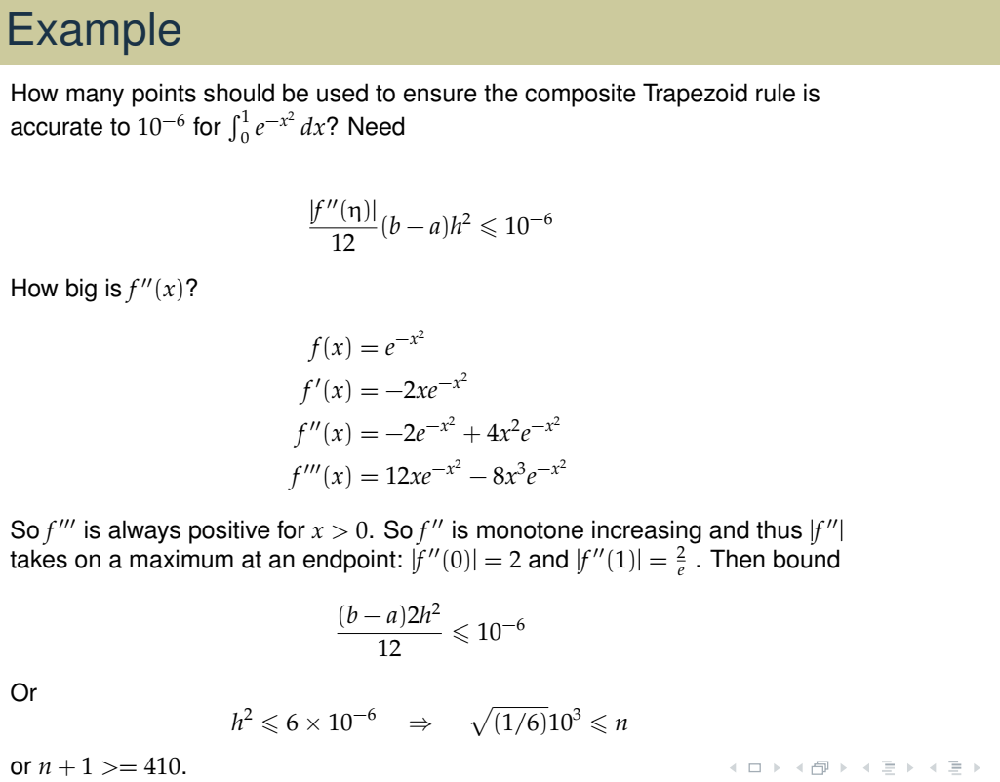 Example
How many points should be used to ensure the composite Trapezoid rule is
accurate to $10^{-6}$ for $\int_0^1 e^{-x^2}\,dx$? Need
$\frac{|f''(\eta)|}{12}(b-a)h^2 \leqslant 10^{-6}$
How big is $f''(x)$?
$f(x) = e^{-x^2}$
$f'(x) = -2xe^{-x^2}$
$f''(x) = -2e^{-x^2} + 4x^2e^{-x^2}$
$f'''(x) = 12xe^{-x^2} - 8x^3e^{-x^2}$
So $f'''$ is always positive for $x > 0$. So $f''$ is monotone increasing and thus $|f''|$
takes on a maximum at an endpoint: $|f''(0)| = 2$ and $|f''(1)| = \frac{2}{e}$ . Then bound
$\frac{(b-a)2h^2}{12} \leqslant 10^{-6}$
Or
$h^2 \leqslant 6 \times 10^{-6} \quad \Rightarrow \quad \sqrt{(1/6)}10^3 \leqslant n$
or $n + 1 >= 410$.